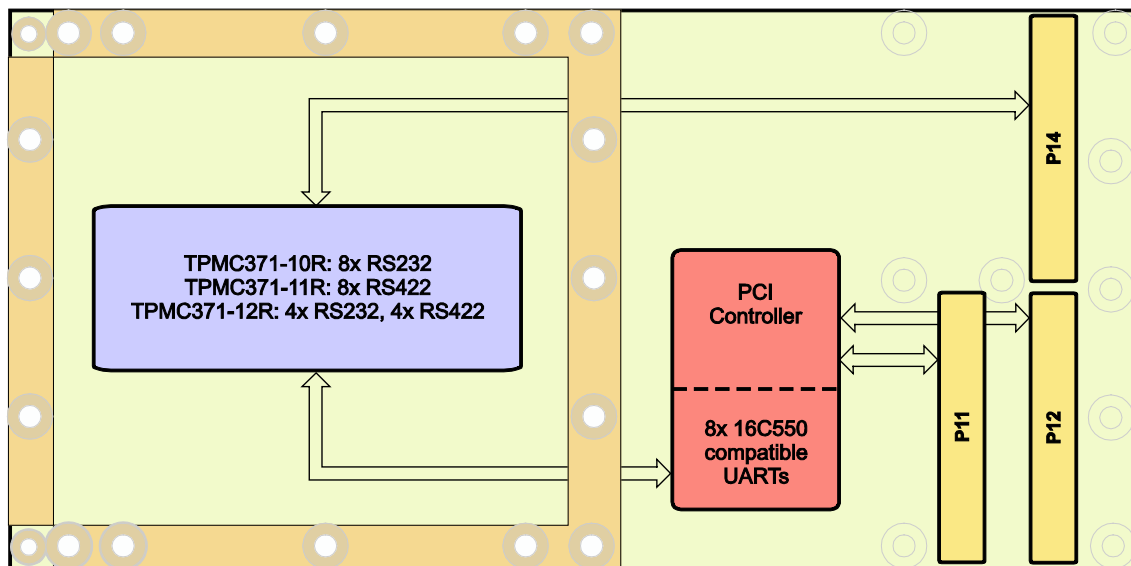 TPMC371-10R: 8x RS232
TPMC371-11R: 8x RS422
TPMC371-12R: 4x RS232, 4x RS422
PCI
Controller
8x 16C550
compatible
UARTs
P14
P11
P12